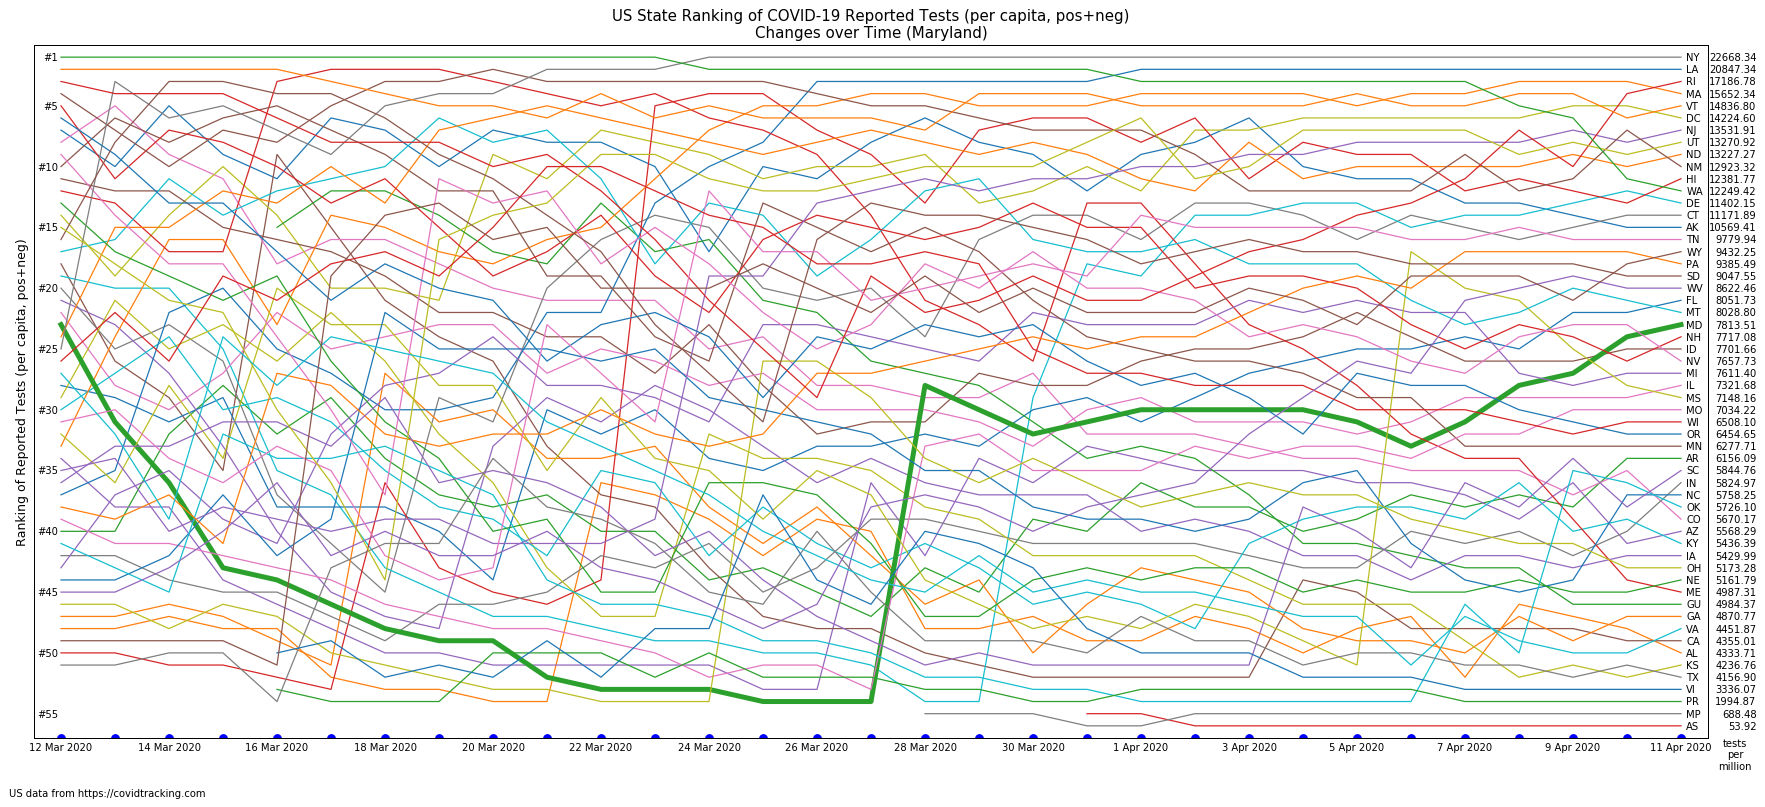 US State Ranking of COVID-19 Reported Tests (per capita, pos+neg)
Changes over Time (Maryland)
Ranking of Reported Tests (per capita, pos+neg)
#1
#5
#10
#15
#20
#25
#30
#35
#40
#45
#50
#55
NY 22668.34
LA 20847.34
RI 17186.78
MA 15652.34
VT 14836.80
DC 14224.60
NJ 13531.91
UT 13270.92
ND 13227.27
NM 12923.32
HI 12381.77
WA 12249.42
DE 11402.15
CT 11171.89
AK 10569.41
TN 9779.94
WY 9432.25
PA 9385.49
SD 9047.55
WV 8622.46
FL 8051.73
MT 8028.80
MD 7813.51
NH 7717.08
ID 7701.66
NV 7657.73
MI 7611.40
IL 7321.68
MS 7148.16
MO 7034.22
WI 6508.10
OR 6454.65
MN 6277.71
AR 6156.09
SC 5844.76
IN 5824.97
NC 5758.25
OK 5726.10
CO 5670.17
AZ 5568.29
KY 5436.39
IA 5429.99
OH 5173.28
NE 5161.79
ME 4987.31
GU 4984.37
GA 4870.77
VA 4451.87
CA 4355.01
AL 4333.71
KS 4236.76
TX 4156.90
VI 3336.07
PR 1994.87
MP 688.48
AS 53.92
12 Mar 2020 14 Mar 2020 16 Mar 2020 18 Mar 2020 20 Mar 2020 22 Mar 2020 24 Mar 2020 26 Mar 2020 28 Mar 2020 30 Mar 2020 1 Apr 2020 3 Apr 2020 5 Apr 2020 7 Apr 2020 9 Apr 2020 11 Apr 2020
tests
per
million
US data from https://covidtracking.com